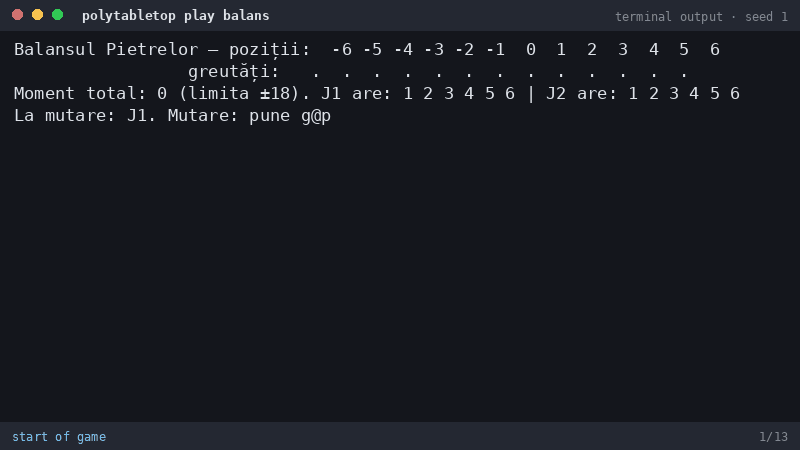 polytabletop play balans
terminal output · seed 1
Balansul Pietrelor — poziții:  -6 -5 -4 -3 -2 -1  0  1  2  3  4  5  6
greutăți:   .  .  .  .  .  .  .  .  .  .  .  .  .
Moment total: 0 (limita ±18). J1 are: 1 2 3 4 5 6 | J2 are: 1 2 3 4 5 6
La mutare: J1. Mutare: pune g@p
start of game
1/13